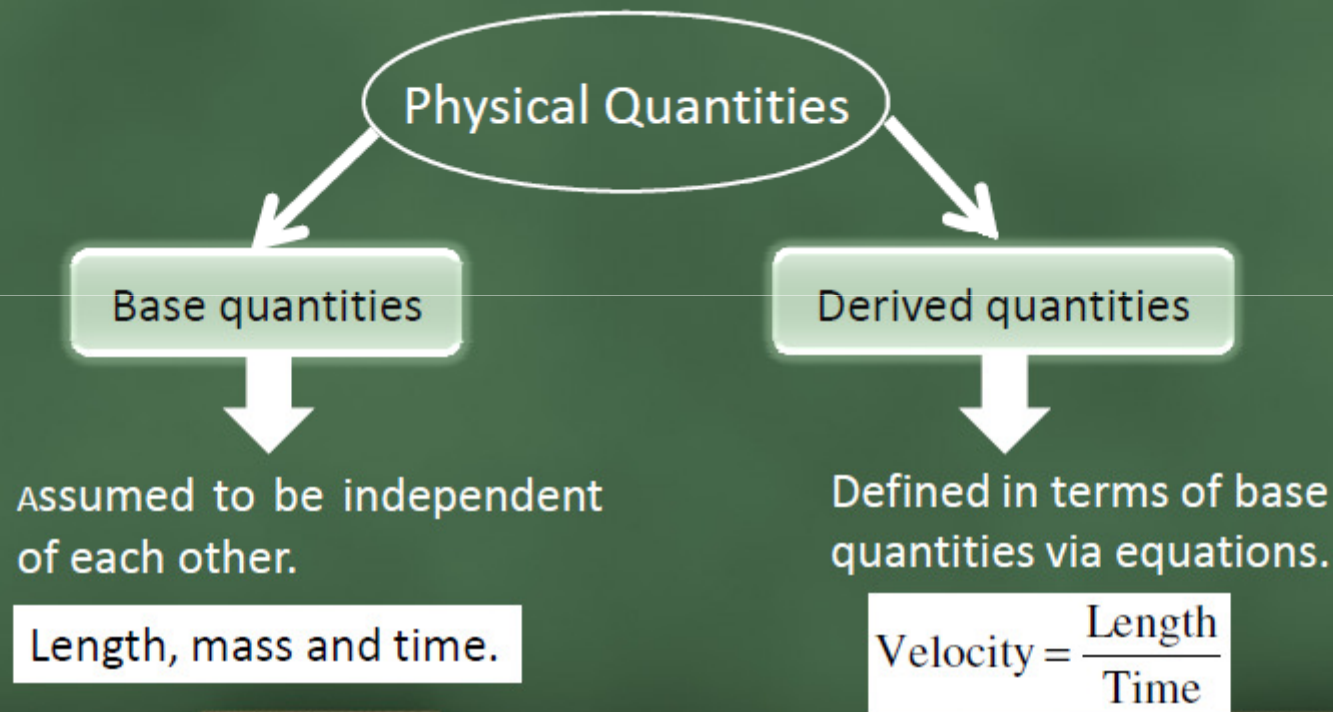 Physical Quantities
Base quantities
Derived quantities
Assumed to be independent
of each other.
Length, mass and time.
Defined in terms of base
quantities via equations.
Velocity = Length / Time